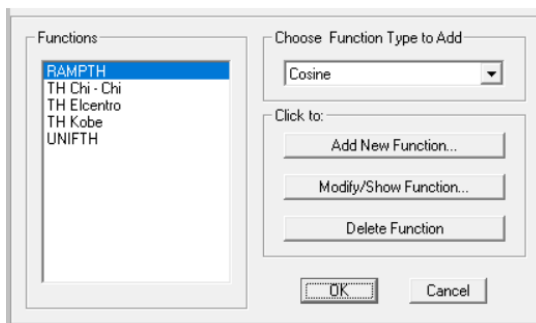 Functions
RAMPTH
TH Chi - Chi
TH Elcentro
TH Kobe
UNIFTH
Choose Function Type to Add
Cosine
Click to:
Add New Function...
Modify/Show Function...
Delete Function
OK
Cancel